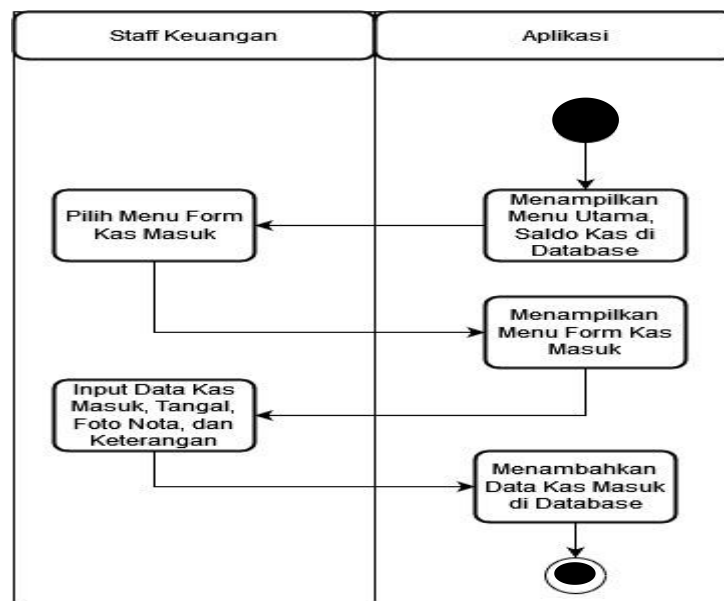 Staff Keuangan
Aplikasi
Menampilkan
Menu Utama,
Saldo Kas di
Database
Pilih Menu Form
Kas Masuk
Menampilkan
Menu Form Kas
Masuk
Input Data Kas
Masuk, Tangal,
Foto Nota, dan
Keterangan
Menambahkan
Data Kas Masuk
di Database